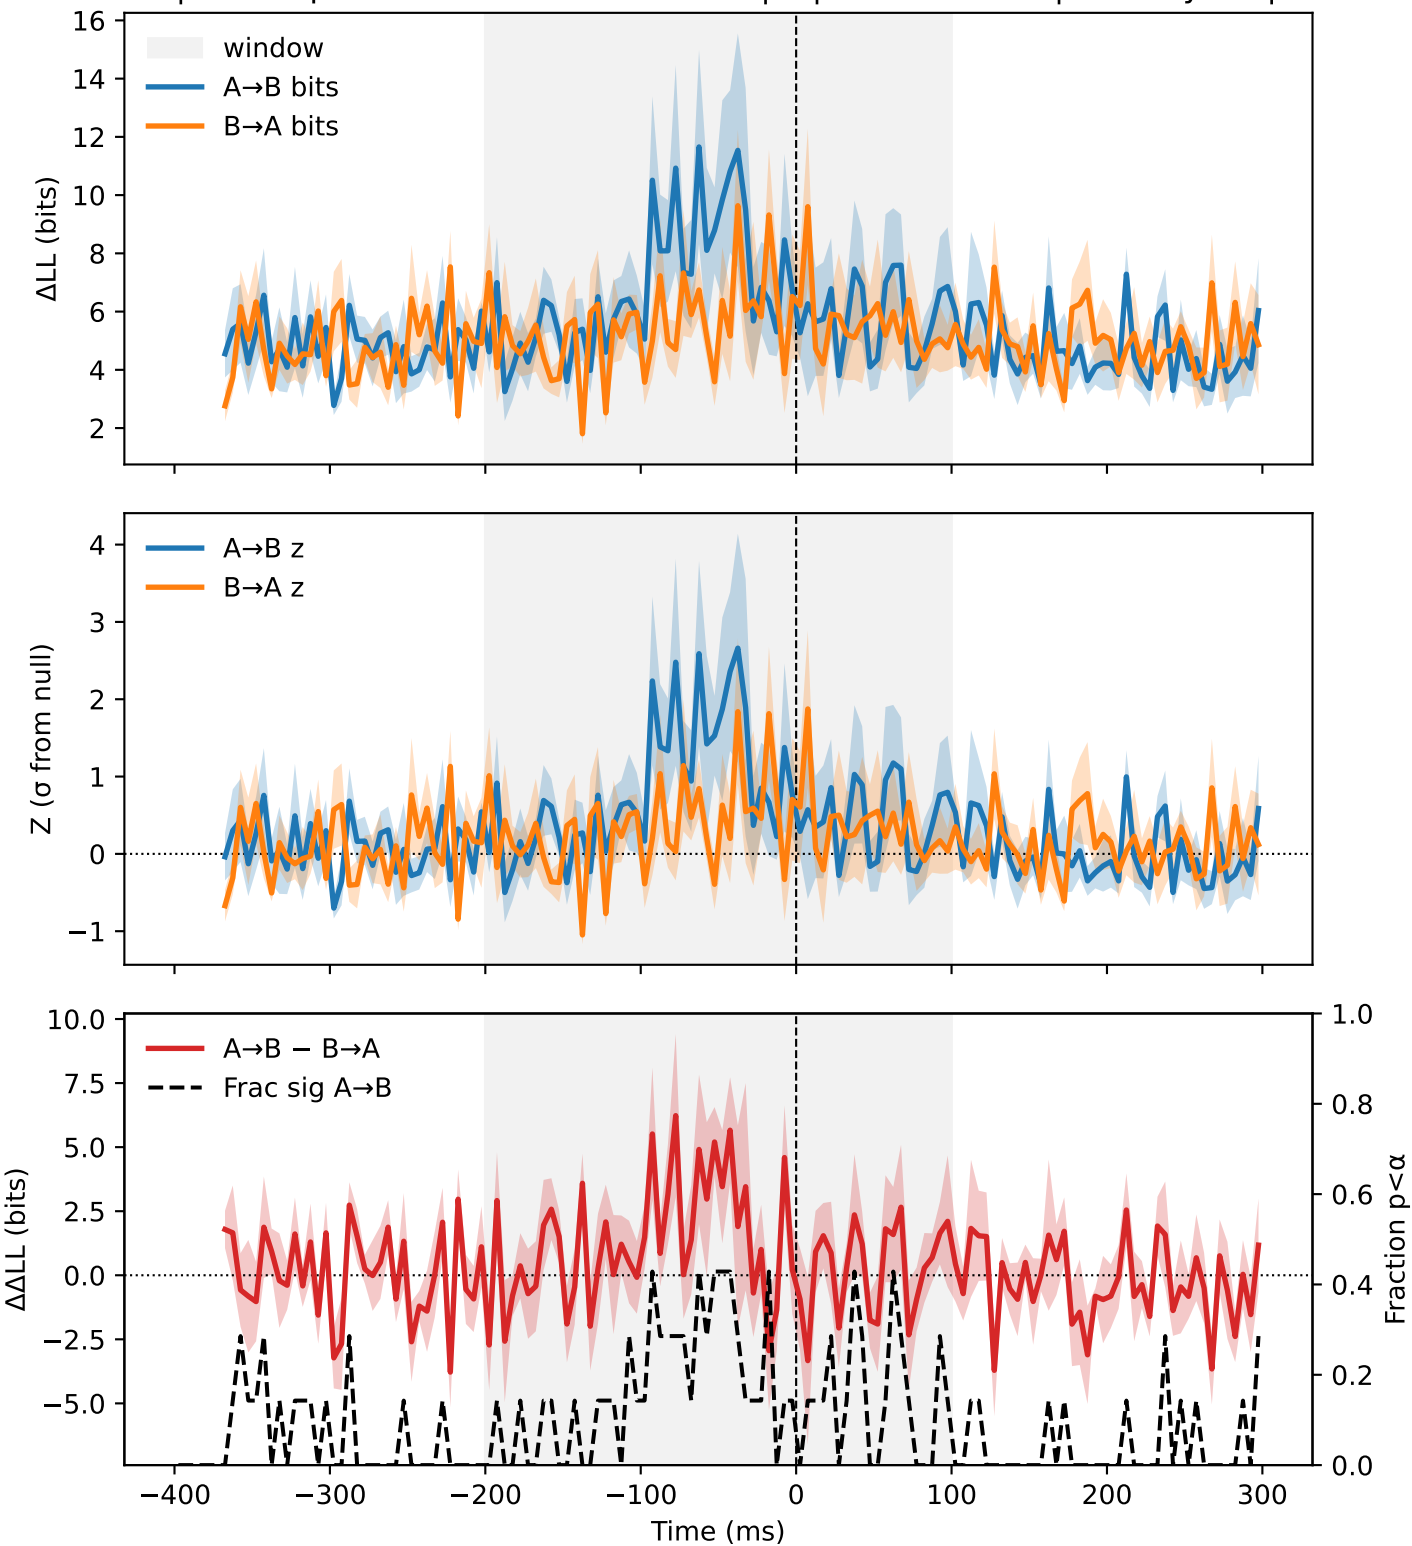 16
14
12
10
8
6
4
2
ΔLL (bits)
window
A→B bits
B→A bits
4
3
2
1
0
−1
Z (σ from null)
A→B z
B→A z
10.0
7.5
5.0
2.5
0.0
−2.5
−5.0
ΔΔLL (bits)
A→B − B→A
Frac sig A→B
1.0
0.8
0.6
0.4
0.2
0.0
Fraction p<α
−400 −300 −200 −100 0 100 200 300
Time (ms)